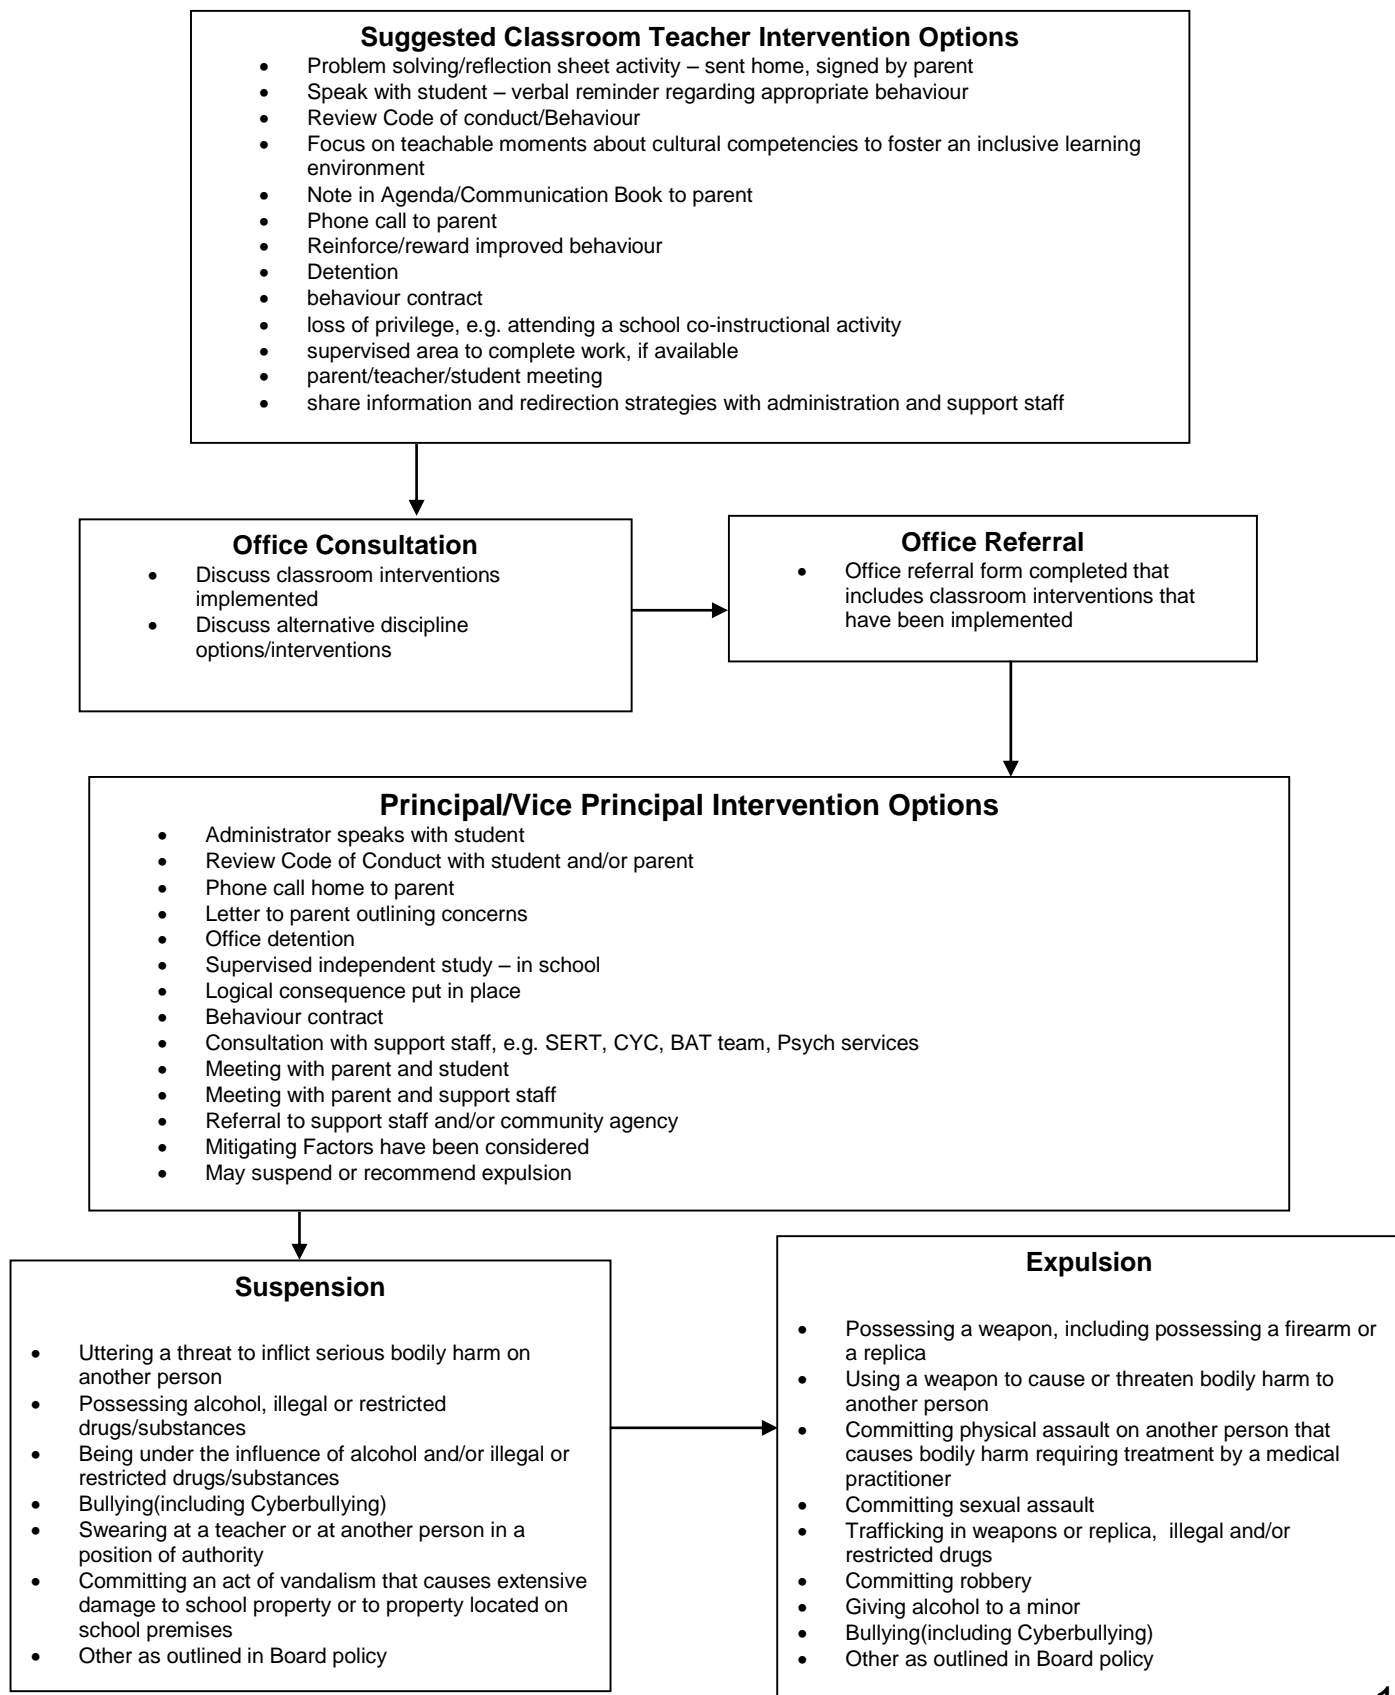 Suggested Classroom Teacher Intervention Options
• Problem solving/reflection sheet activity – sent home, signed by parent
• Speak with student – verbal reminder regarding appropriate behaviour
• Review Code of conduct/Behaviour
• Focus on teachable moments about cultural competencies to foster an inclusive learning
environment
• Note in Agenda/Communication Book to parent
• Phone call to parent
• Reinforce/reward improved behaviour
• Detention
• behaviour contract
• loss of privilege, e.g. attending a school co-instructional activity
• supervised area to complete work, if available
• parent/teacher/student meeting
• share information and redirection strategies with administration and support staff
Office Consultation
• Discuss classroom interventions
implemented
• Discuss alternative discipline
options/interventions
Office Referral
• Office referral form completed that
includes classroom interventions that
have been implemented
Principal/Vice Principal Intervention Options
• Administrator speaks with student
• Review Code of Conduct with student and/or parent
• Phone call home to parent
• Letter to parent outlining concerns
• Office detention
• Supervised independent study – in school
• Logical consequence put in place
• Behaviour contract
• Consultation with support staff, e.g. SERT, CYC, BAT team, Psych services
• Meeting with parent and student
• Meeting with parent and support staff
• Referral to support staff and/or community agency
• Mitigating Factors have been considered
• May suspend or recommend expulsion
Suspension
• Uttering a threat to inflict serious bodily harm on
another person
• Possessing alcohol, illegal or restricted
drugs/substances
• Being under the influence of alcohol and/or illegal or
restricted drugs/substances
• Bullying(including Cyberbullying)
• Swearing at a teacher or at another person in a
position of authority
• Committing an act of vandalism that causes extensive
damage to school property or to property located on
school premises
• Other as outlined in Board policy
Expulsion
• Possessing a weapon, including possessing a firearm or
a replica
• Using a weapon to cause or threaten bodily harm to
another person
• Committing physical assault on another person that
causes bodily harm requiring treatment by a medical
practitioner
• Committing sexual assault
• Trafficking in weapons or replica, illegal and/or
restricted drugs
• Committing robbery
• Giving alcohol to a minor
• Bullying(including Cyberbullying)
• Other as outlined in Board policy